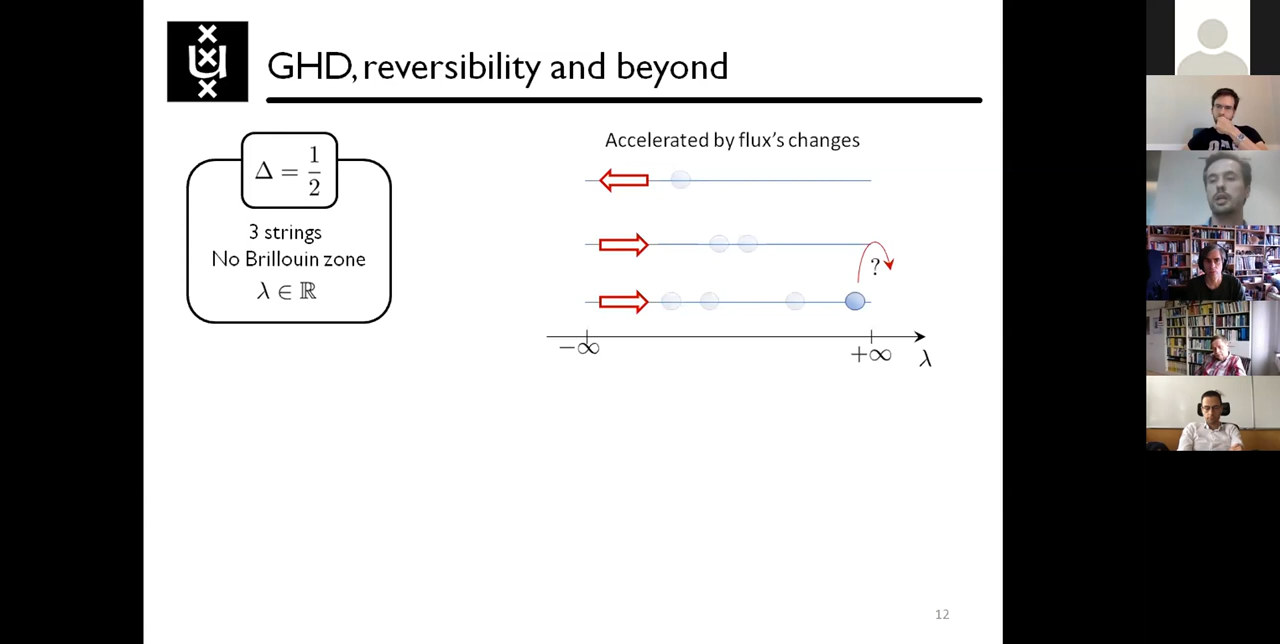 GHD, reversibility and beyond
Δ = 1/2
3 strings
No Brillouin zone
λ ∈ ℝ
Accelerated by flux's changes
?
−∞
+∞
λ
12